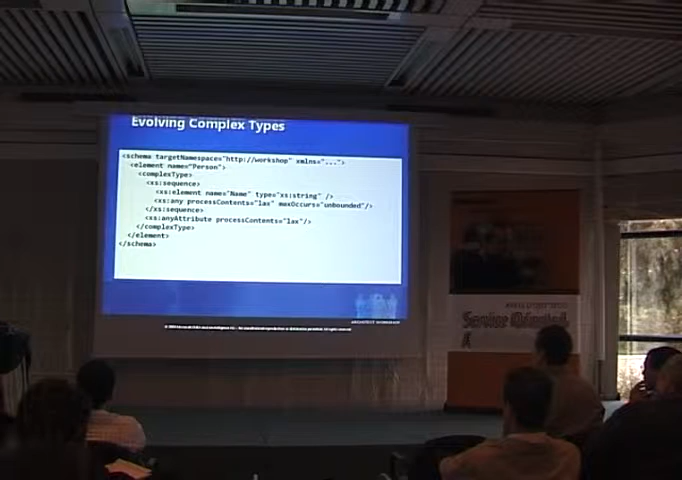 Evolving Complex Types
<schema targetNamespace="http://workshop" xmlns="...">
<element name="Person">
<complexType>
<xs:sequence>
<xs:element name="Name" type="xs:string" />
<xs:any processContents="lax" maxOccurs="unbounded"/>
</xs:sequence>
<xs:anyAttribute processContents="lax"/>
</complexType>
</element>
</schema>
ARCHITECT WORKSHOP
Service Oriented